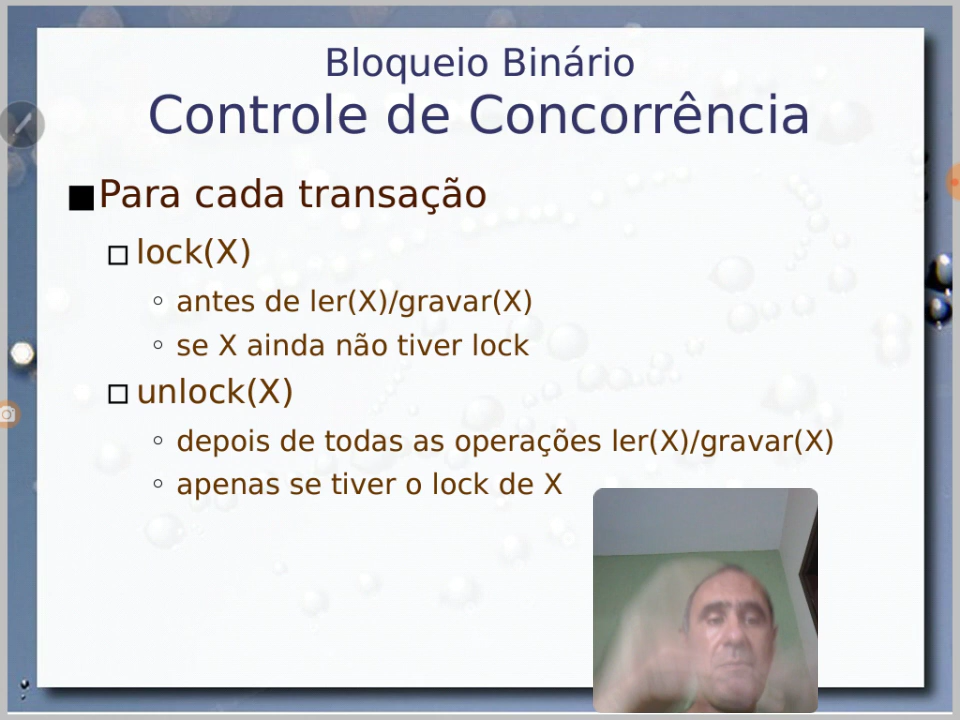 Bloqueio Binário
Controle de Concorrência
Para cada transação
lock(X)
antes de ler(X)/gravar(X)
se X ainda não tiver lock
unlock(X)
depois de todas as operações ler(X)/gravar(X)
apenas se tiver o lock de X